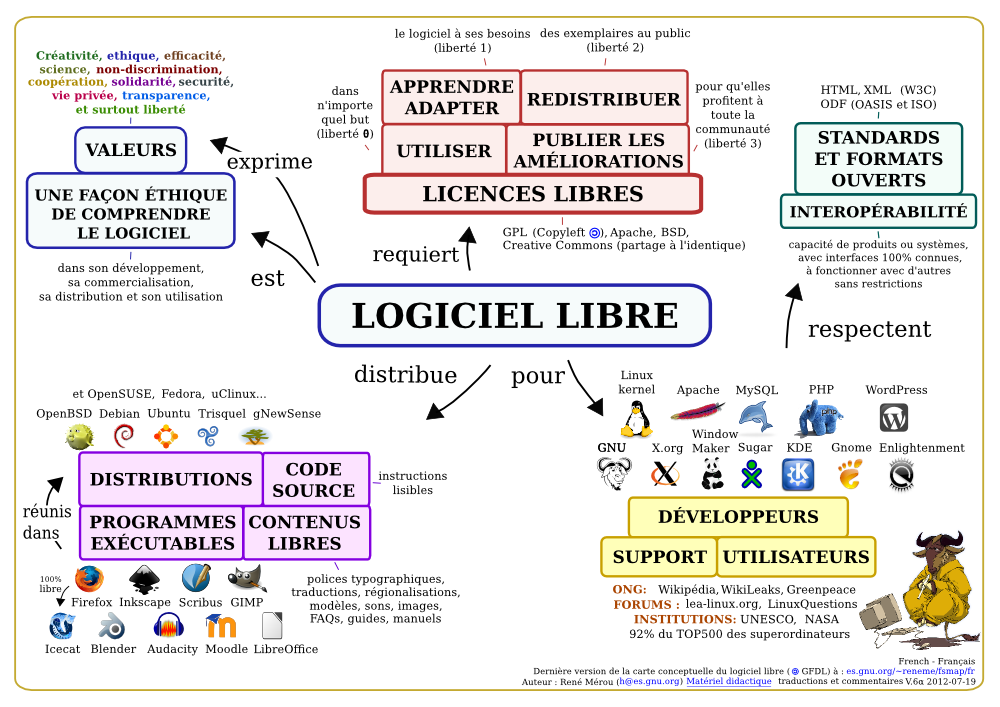 Créativité, ethique, efficacité,
science, non-discrimination,
coopération, solidarité, securité,
vie privée, transparence,
et surtout liberté
VALEURS
UNE FAÇON ÉTHIQUE
DE COMPRENDRE
LE LOGICIEL
dans son développement,
sa commercialisation,
sa distribution et son utilisation
exprime
est
le logiciel à ses besoins
(liberté 1)
des exemplaires au public
(liberté 2)
dans
n'importe
quel but
(liberté 0)
APPRENDRE
ADAPTER
REDISTRIBUER
UTILISER
PUBLIER LES
AMÉLIORATIONS
LICENCES LIBRES
pour qu'elles
profitent à
toute la
communauté
(liberté 3)
GPL (Copyleft), Apache, BSD,
Creative Commons (partage à l'identique)
requiert
HTML, XML (W3C)
ODF (OASIS et ISO)
STANDARDS
ET FORMATS
OUVERTS
INTEROPÉRABILITÉ
capacité de produits ou systèmes,
avec interfaces 100% connues,
à fonctionner avec d'autres
sans restrictions
respectent
LOGICIEL LIBRE
distribue
pour
et OpenSUSE, Fedora, uClinux...
OpenBSD Debian Ubuntu Trisquel gNewSense
DISTRIBUTIONS
CODE
SOURCE
PROGRAMMES
EXÉCUTABLES
CONTENUS
LIBRES
instructions
lisibles
réunis
dans
100%
libre
Firefox Inkscape Scribus GIMP
Icecat Blender Audacity Moodle LibreOffice
polices typographiques,
traductions, régionalisations,
modèles, sons, images,
FAQs, guides, manuels
Linux
kernel
Apache MySQL PHP WordPress
php
GNU X.org
Window
Maker
Sugar KDE Gnome Enlightenment
DÉVELOPPEURS
SUPPORT
UTILISATEURS
ONG: Wikipédia, WikiLeaks, Greenpeace
FORUMS : lea-linux.org, LinuxQuestions
INSTITUTIONS: UNESCO, NASA
92% du TOP500 des superordinateurs
French - Français
Dernière version de la carte conceptuelle du logiciel libre ( GFDL) à : es.gnu.org/~reneme/fsmap/fr
Auteur : René Mérou (h@es.gnu.org) Matériel didactique traductions et commentaires V.6α 2012-07-19